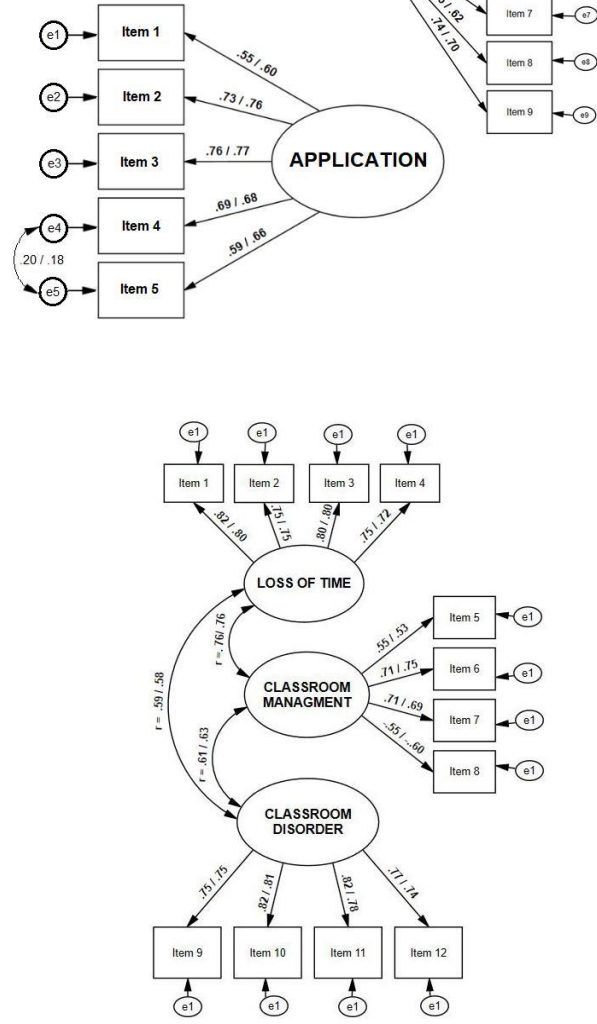 e1
Item 1
.55 / .60
e2
Item 2
.73 / .76
e3
Item 3
.76 / .77
APPLICATION
e4
Item 4
.69 / .68
.20 / .18
e5
Item 5
.59 / .66
/ .62
.74 / .70
Item 7
e7
Item 8
e8
Item 9
e9
e1
e1
e1
e1
Item 1
Item 2
Item 3
Item 4
.82 / .80
.75 / .75
.80 / .80
.75 / .72
LOSS OF TIME
r = .76/ .76
r = .59 / .58
CLASSROOM
MANAGMENT
.55 / .53
Item 5
e1
.71 / .75
Item 6
e1
.71 / .69
Item 7
e1
-.55 / -.60
Item 8
e1
r = .61 / .63
CLASSROOM
DISORDER
.75 / .75
.82 / .81
.82 / .78
.77 / .74
Item 9
Item 10
Item 11
Item 12
e1
e1
e1
e1